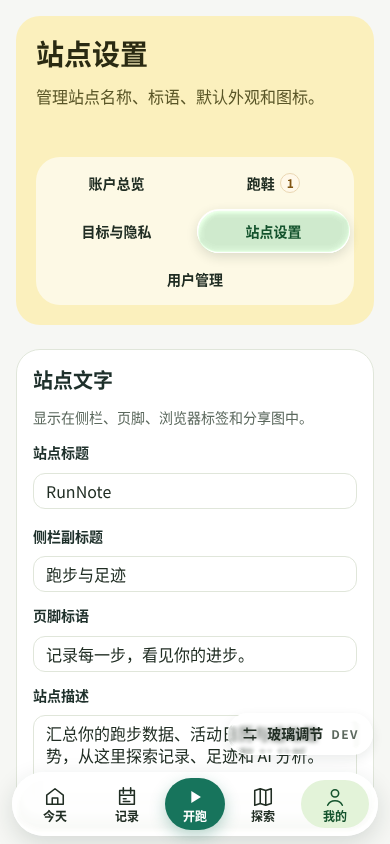 站点设置
管理站点名称、标语、默认外观和图标。
账户总览
跑鞋 1
目标与隐私
站点设置
用户管理
站点文字
显示在侧栏、页脚、浏览器标签和分享图中。
站点标题
RunNote
侧栏副标题
跑步与足迹
页脚标语
记录每一步，看见你的进步。
站点描述
汇总你的跑步数据、活动
玻璃调节 DEV
势，从这里探索记录、足迹和 AI 分析。
今天
记录
开跑
探索
我的